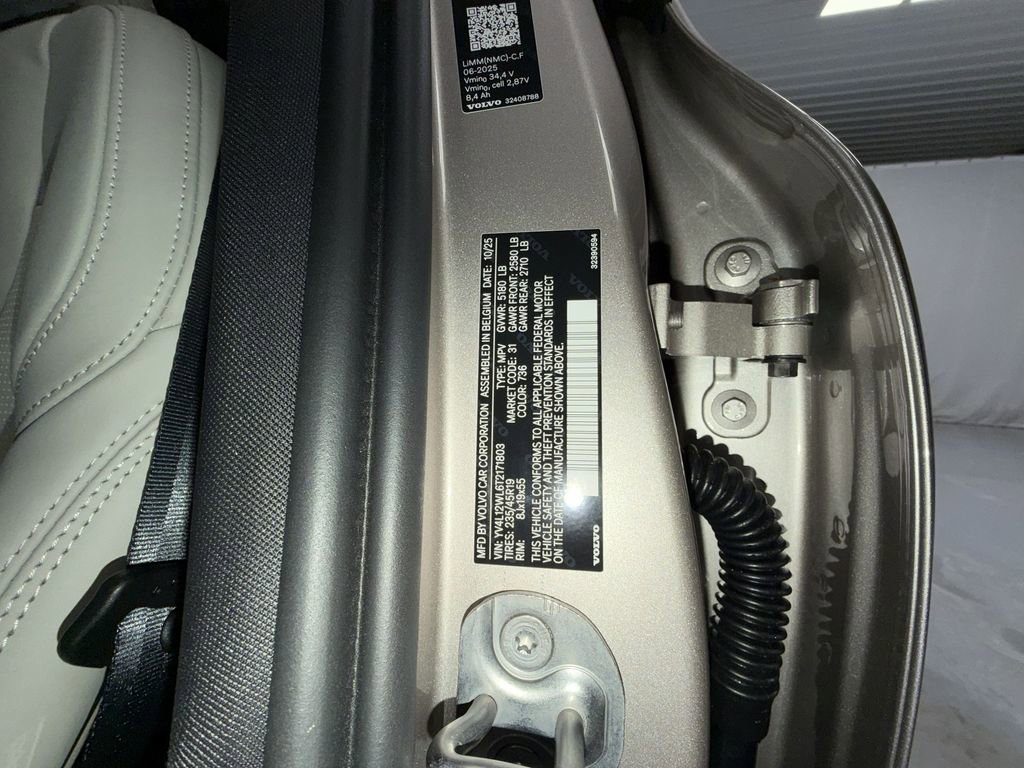 LiMM(NMC)-C.F
06-2025
Vmin₀ 34,4 V
Vmin₀, cell 2,87V
8,4 Ah
VOLVO 32408788
MFD BY VOLVO CAR CORPORATION ASSEMBLED IN BELGIUM DATE: 10/25
VIN: YV4L12WL6T2171803 TYPE: MPV GVWR: 5180 LB
TIRES: 235/45R19 MARKET CODE: 31 GAWR FRONT: 2580 LB
RIM: 8Jx19x55 COLOR: 736 GAWR REAR: 2710 LB
THIS VEHICLE CONFORMS TO ALL APPLICABLE FEDERAL MOTOR
VEHICLE SAFETY AND THEFT PREVENTION STANDARDS IN EFFECT
ON THE DATE OF MANUFACTURE SHOWN ABOVE.
VOLVO 32390594